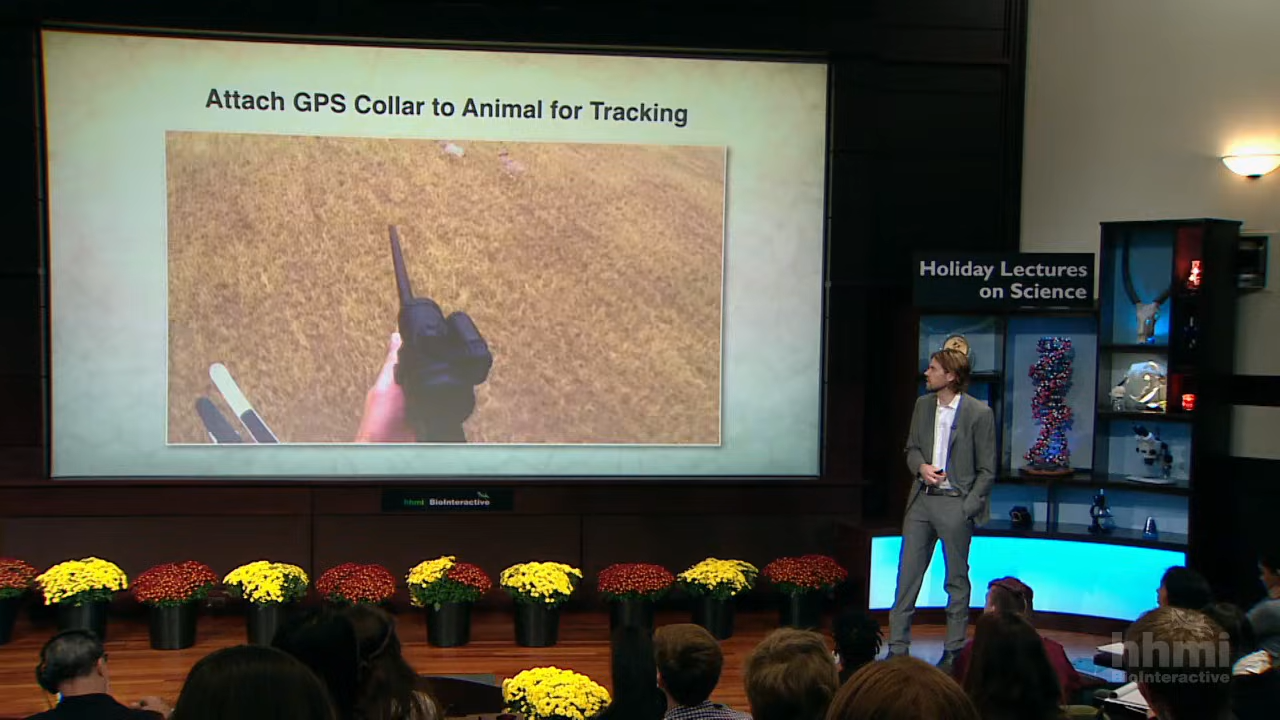 Attach GPS Collar to Animal for Tracking
Holiday Lectures
on Science
hhmi BioInteractive
hhmi
BioInteractive